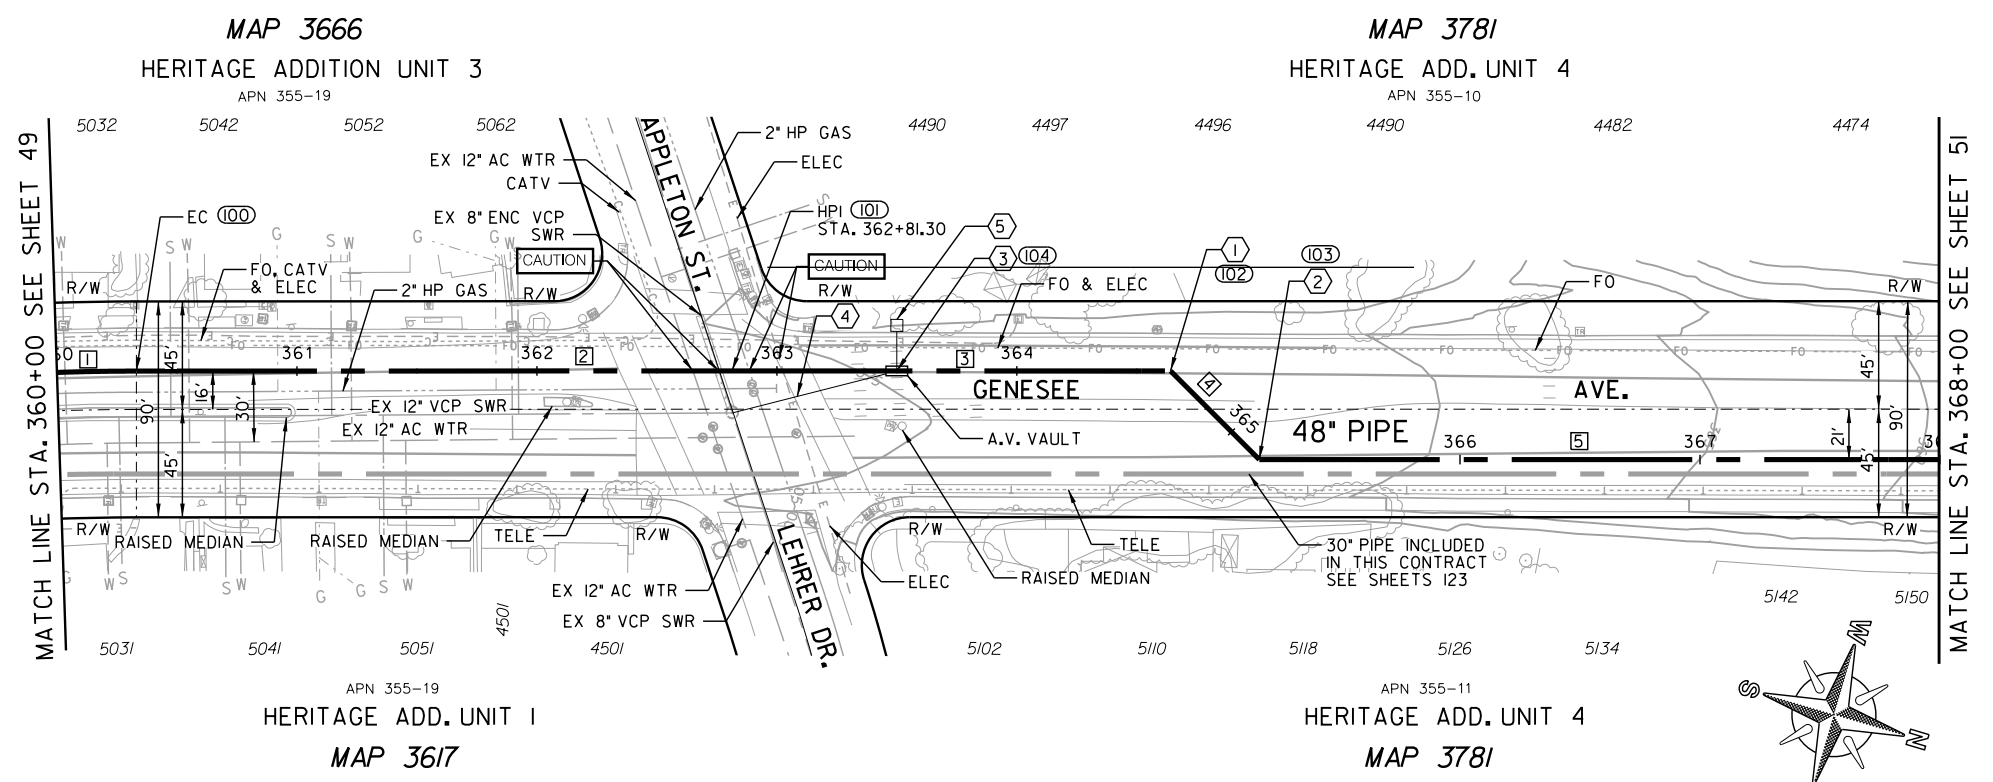 MAP 3666
HERITAGE ADDITION UNIT 3
APN 355-19
MAP 3781
HERITAGE ADD. UNIT 4
APN 355-10
5032 5042 5052 5062 4490 4497 4496 4490 4482 4474
MATCH LINE STA. 360+00 SEE SHEET 49
MATCH LINE STA. 368+00 SEE SHEET 51
APPLETON ST.
2" HP GAS
ELEC
EX 12" AC WTR
CATV
EX 8" ENC VCP
SWR
EC 100
HPI 101
STA. 362+81.30
CAUTION
CAUTION
5
3 104
1
102
103
2
4
W S W G S W G G W S
FO, CATV
& ELEC
2" HP GAS
R/W
R/W
R/W
R/W
FO & ELEC
FO
1 361 362 2 363 3 364
45' 16' 90' 30' 45'
GENESEE
AVE.
4
365
48" PIPE
366 5 367
45' 90' 21' 45'
EX 12" VCP SWR
EX 12" AC WTR
A.V. VAULT
R/W
RAISED MEDIAN
RAISED MEDIAN
TELE
R/W
R/W
TELE
R/W
30" PIPE INCLUDED
IN THIS CONTRACT
SEE SHEETS 123
RAISED MEDIAN
ELEC
EX 12" AC WTR
EX 8" VCP SWR
LEHRER DR.
G W S W S W G G S W
4501
5142 5150
5031 5041 5051 4501 5102 5110 5118 5126 5134
APN 355-19
HERITAGE ADD. UNIT 1
MAP 3617
APN 355-11
HERITAGE ADD. UNIT 4
MAP 3781
W
S
N